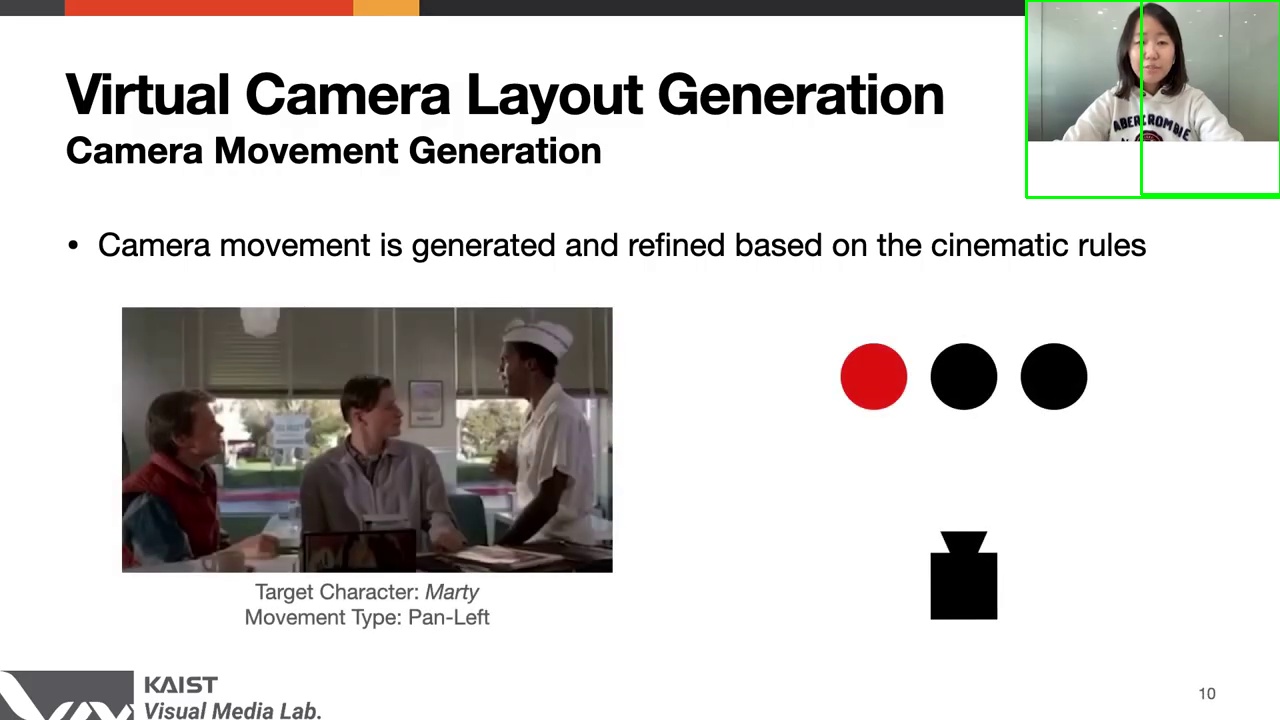 Virtual Camera Layout Generation
Camera Movement Generation
• Camera movement is generated and refined based on the cinematic rules
ABERCROMBIE
Target Character: Marty
Movement Type: Pan-Left
KAIST
Visual Media Lab.
10